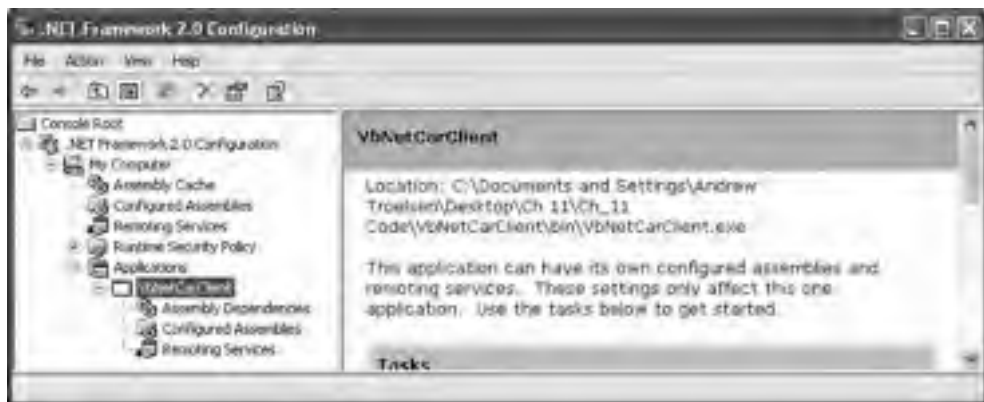 .NET Framework 2.0 Configuration
File Action View Help
Console Root
.NET Framework 2.0 Configuration
My Computer
Assembly Cache
Configured Assemblies
Remoting Services
Runtime Security Policy
Applications
VbNetCarClient
Assembly Dependencies
Configured Assemblies
Remoting Services
VbNetCarClient
Location: C:\Documents and Settings\Andrew
Troelsen\Desktop\Ch 11\Ch_11
Code\VbNetCarClient\bin\VbNetCarClient.exe
This application can have its own configured assemblies and
remoting services. These settings only affect this one
application. Use the tasks below to get started.
Tasks